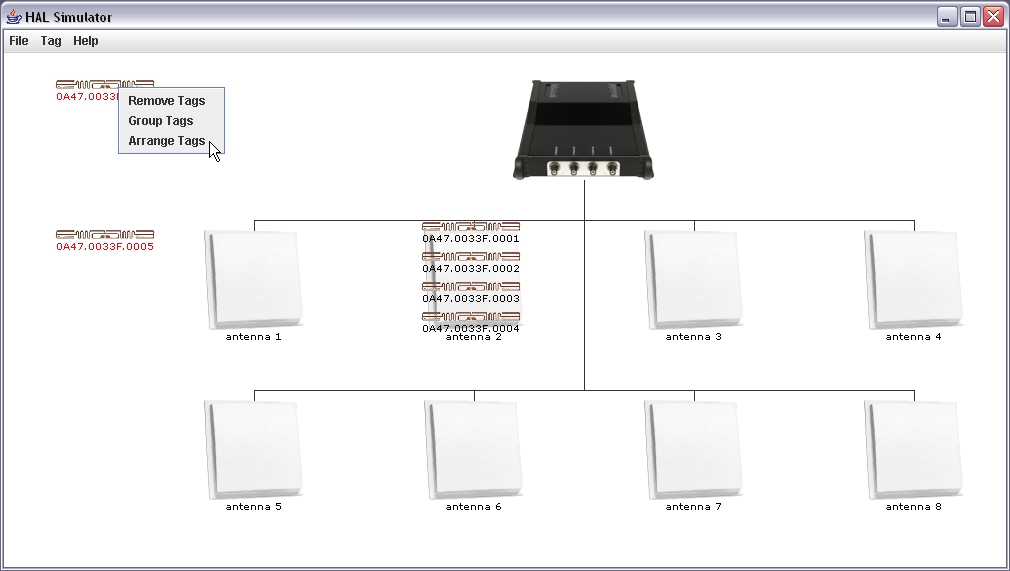 HAL Simulator
File Tag Help
0A47.0033
Remove Tags
Group Tags
Arrange Tags
0A47.0033F.0005
0A47.0033F.0001
0A47.0033F.0002
0A47.0033F.0003
0A47.0033F.0004
antenna 1
antenna 2
antenna 3
antenna 4
antenna 5
antenna 6
antenna 7
antenna 8